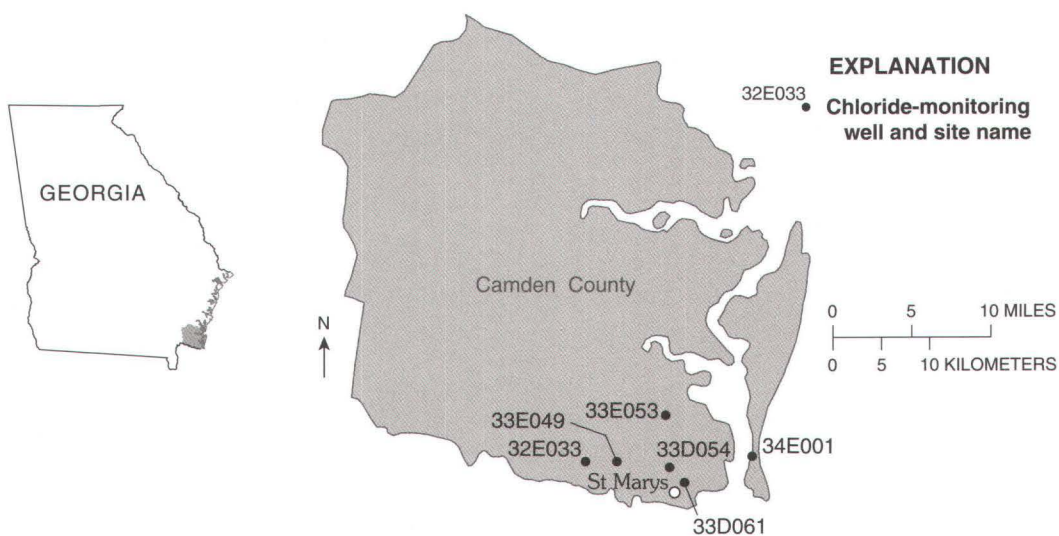 EXPLANATION
32E033
Chloride-monitoring
well and site name
GEORGIA
Camden County
0 5 10 MILES
0 5 10 KILOMETERS
N
33E053
33E049
32E033
33D054
34E001
St Marys
33D061